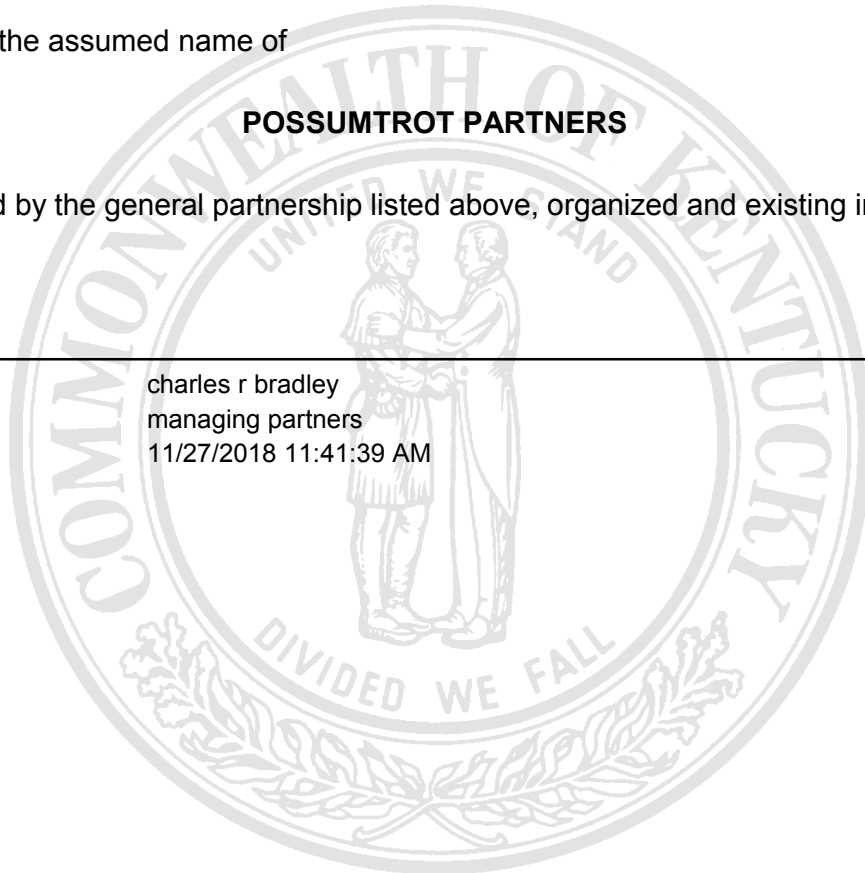 the assumed name of
POSSUMTROT PARTNERS
by the general partnership listed above, organized and existing
charles r bradley
managing partners
11/27/2018 11:41:39 AM
COMMONWEALTH OF KENTUCKY
UNITED WE STAND
DIVIDED WE FALL